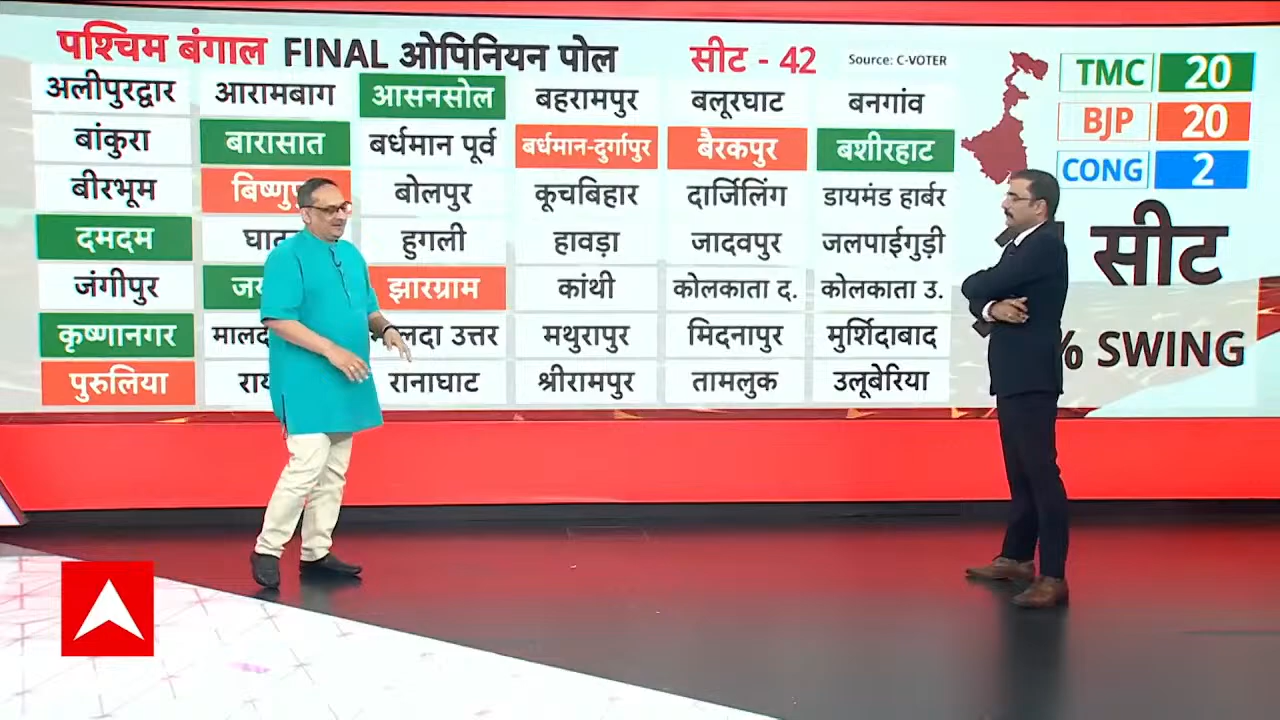 पश्चिम बंगाल FINAL ओपिनियन पोल सीट - 42 Source: C-VOTER
अलीपुरद्वार आरामबाग आसनसोल बहरामपुर बलूरघाट बनगांव
बांकुरा बारासात बर्धमान पूर्व बर्धमान-दुर्गापुर बैरकपुर बशीरहाट
बीरभूम बोलपुर कूचबिहार दार्जिलिंग डायमंड हार्बर
दमदम हुगली हावड़ा जादवपुर जलपाईगुड़ी
जंगीपुर झारग्राम कांथी कोलकाता द. कोलकाता उ.
कृष्णानगर उत्तर मथुरापुर मिदनापुर मुर्शिदाबाद
पुरुलिया रानाघाट श्रीरामपुर तामलुक उलूबेरिया
TMC 20
BJP 20
CONG 2
सीट
% SWING